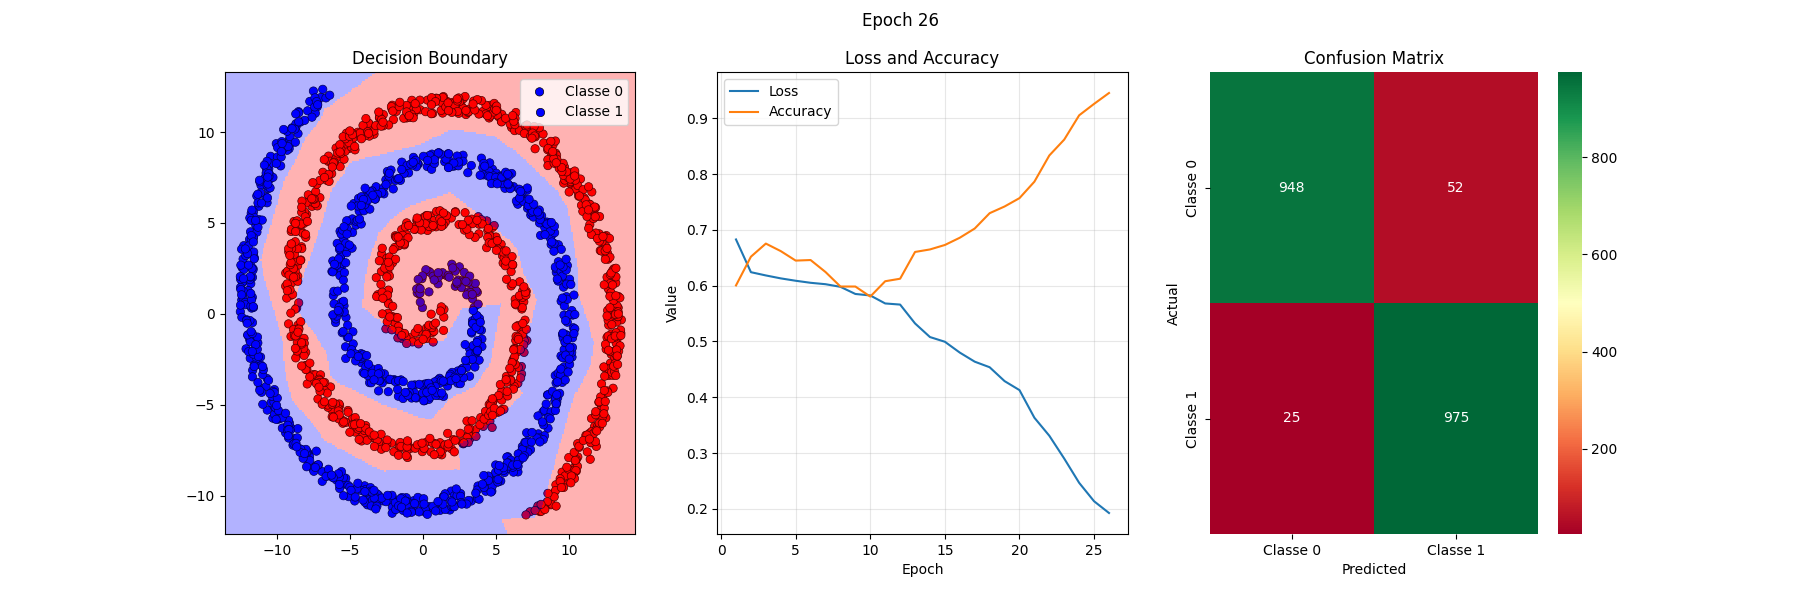 Epoch 26
Decision Boundary
Classe 0
Classe 1
10
5
0
−5
−10
−10
−5
0
5
10
Loss and Accuracy
Loss
Accuracy
Value
0.9
0.8
0.7
0.6
0.5
0.4
0.3
0.2
0
5
10
15
20
25
Epoch
Confusion Matrix
Actual
Classe 0
Classe 1
948
52
25
975
Classe 0
Classe 1
Predicted
800
600
400
200